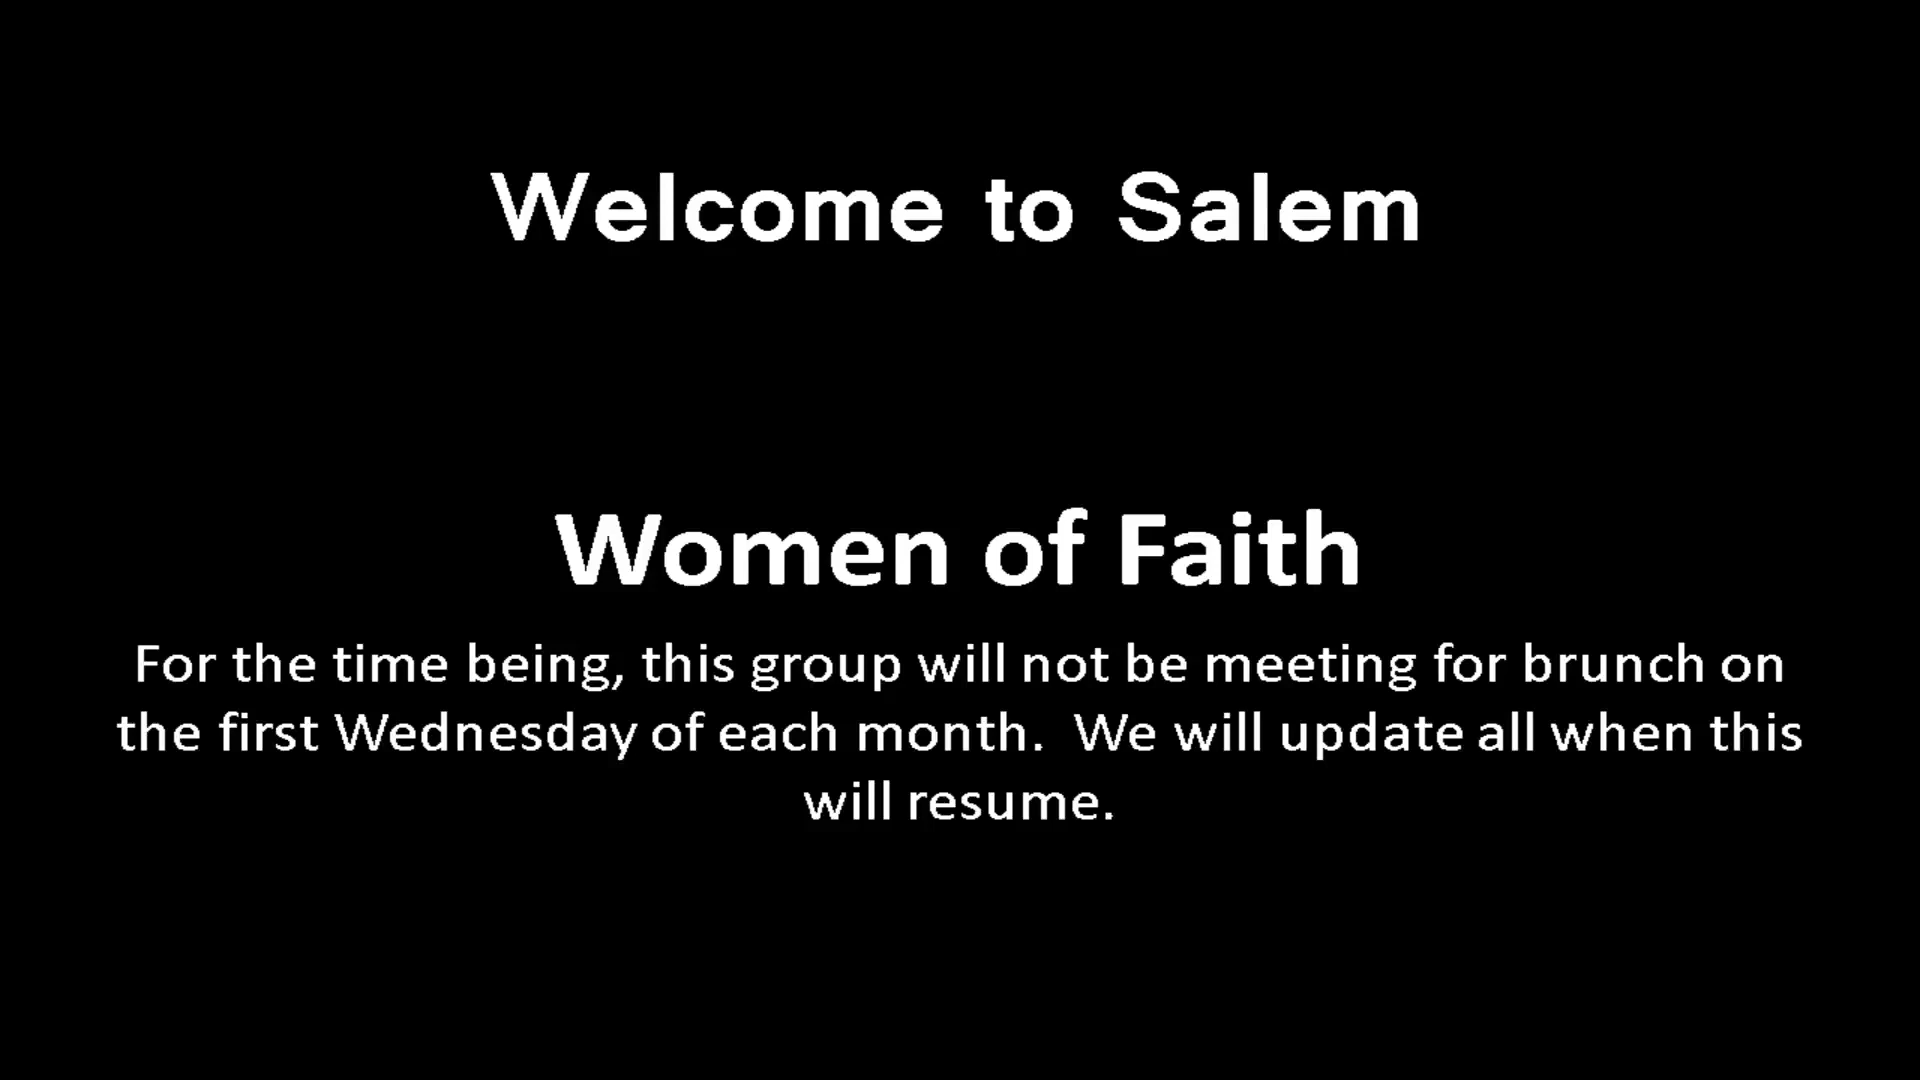 Welcome to Salem
Women of Faith
For the time being, this group will not be meeting for brunch on
the first Wednesday of each month.  We will update all when this
will resume.